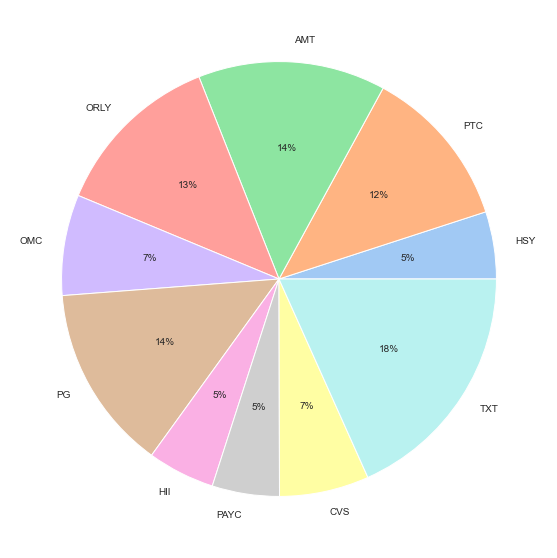 AMT
ORLY
PTC
14%
13%
12%
OMC
HSY
7%
5%
14%
18%
PG
5%
5%
7%
TXT
HII
PAYC
CVS